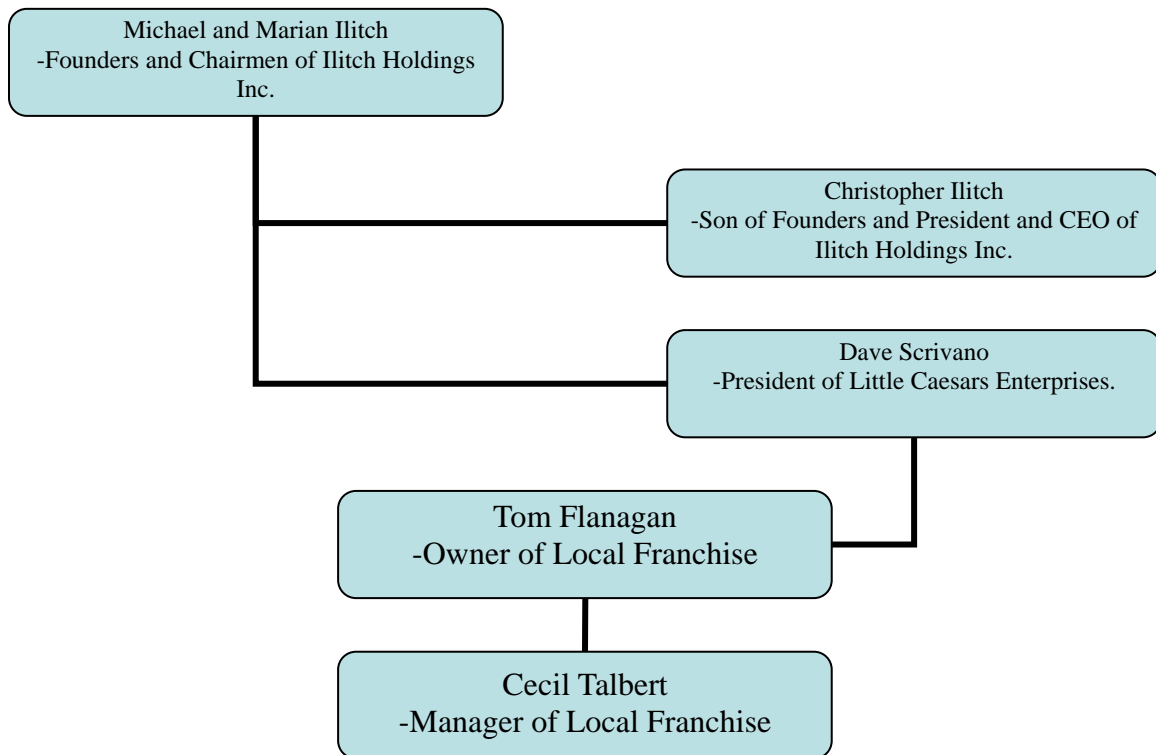 Michael and Marian Ilitch
-Founders and Chairmen of Ilitch Holdings
Inc.
Christopher Ilitch
-Son of Founders and President and CEO of
Ilitch Holdings Inc.
Dave Scrivano
-President of Little Caesars Enterprises.
Tom Flanagan
-Owner of Local Franchise
Cecil Talbert
-Manager of Local Franchise